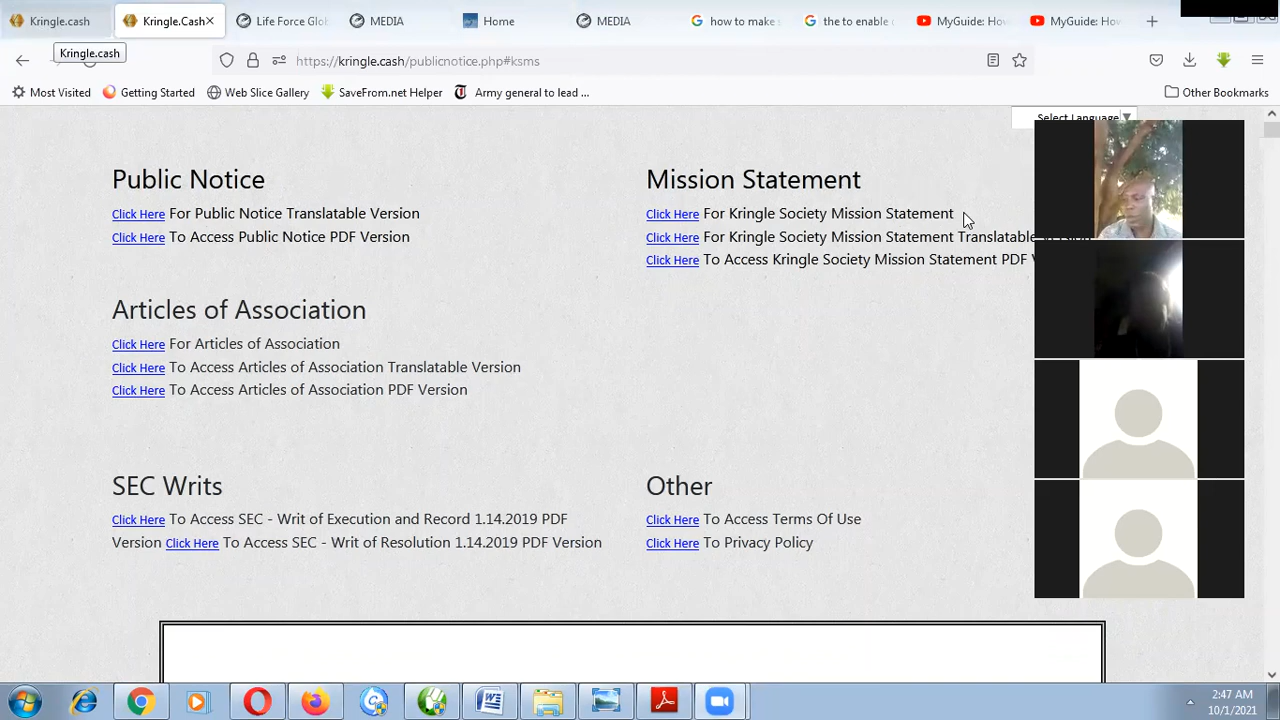 Kringle.cash
Kringle.Cash
Life Force Glob
MEDIA
Home
MEDIA
how to make
the to enable
MyGuide: How
MyGuide: How
Kringle.cash
https://kringle.cash/publicnotice.php#ksms
Most Visited
Getting Started
Web Slice Gallery
SaveFrom.net Helper
Army general to lead ...
Other Bookmarks
Select Language
Public Notice
Click Here For Public Notice Translatable Version
Click Here To Access Public Notice PDF Version
Mission Statement
Click Here For Kringle Society Mission Statement
Click Here For Kringle Society Mission Statement Translatable Version
Click Here To Access Kringle Society Mission Statement PDF
Articles of Association
Click Here For Articles of Association
Click Here To Access Articles of Association Translatable Version
Click Here To Access Articles of Association PDF Version
SEC Writs
Click Here To Access SEC - Writ of Execution and Record 1.14.2019 PDF
Version Click Here To Access SEC - Writ of Resolution 1.14.2019 PDF Version
Other
Click Here To Access Terms Of Use
Click Here To Privacy Policy
2:47 AM
10/1/2021